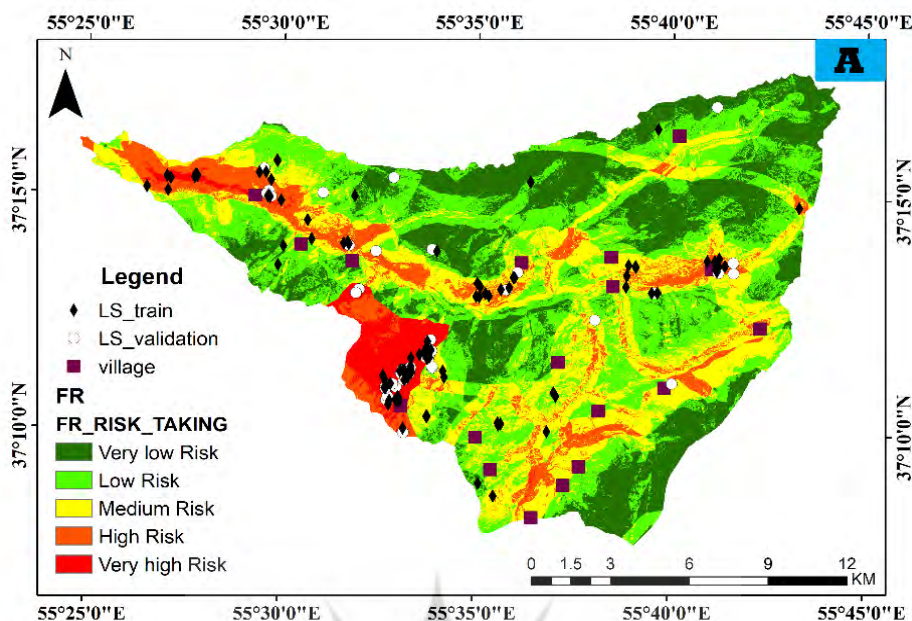 55°25'0"E 55°30'0"E 55°35'0"E 55°40'0"E 55°45'0"E
N
A
37°15'0"N
37°15'0"N
Legend
LS_train
LS_validation
village
FR
FR_RISK_TAKING
Very low Risk
Low Risk
Medium Risk
High Risk
Very high Risk
37°10'0"N
37°10'0"N
0 1.5 3 6 9 12
KM
55°25'0"E 55°30'0"E 55°35'0"E 55°40'0"E 55°45'0"E